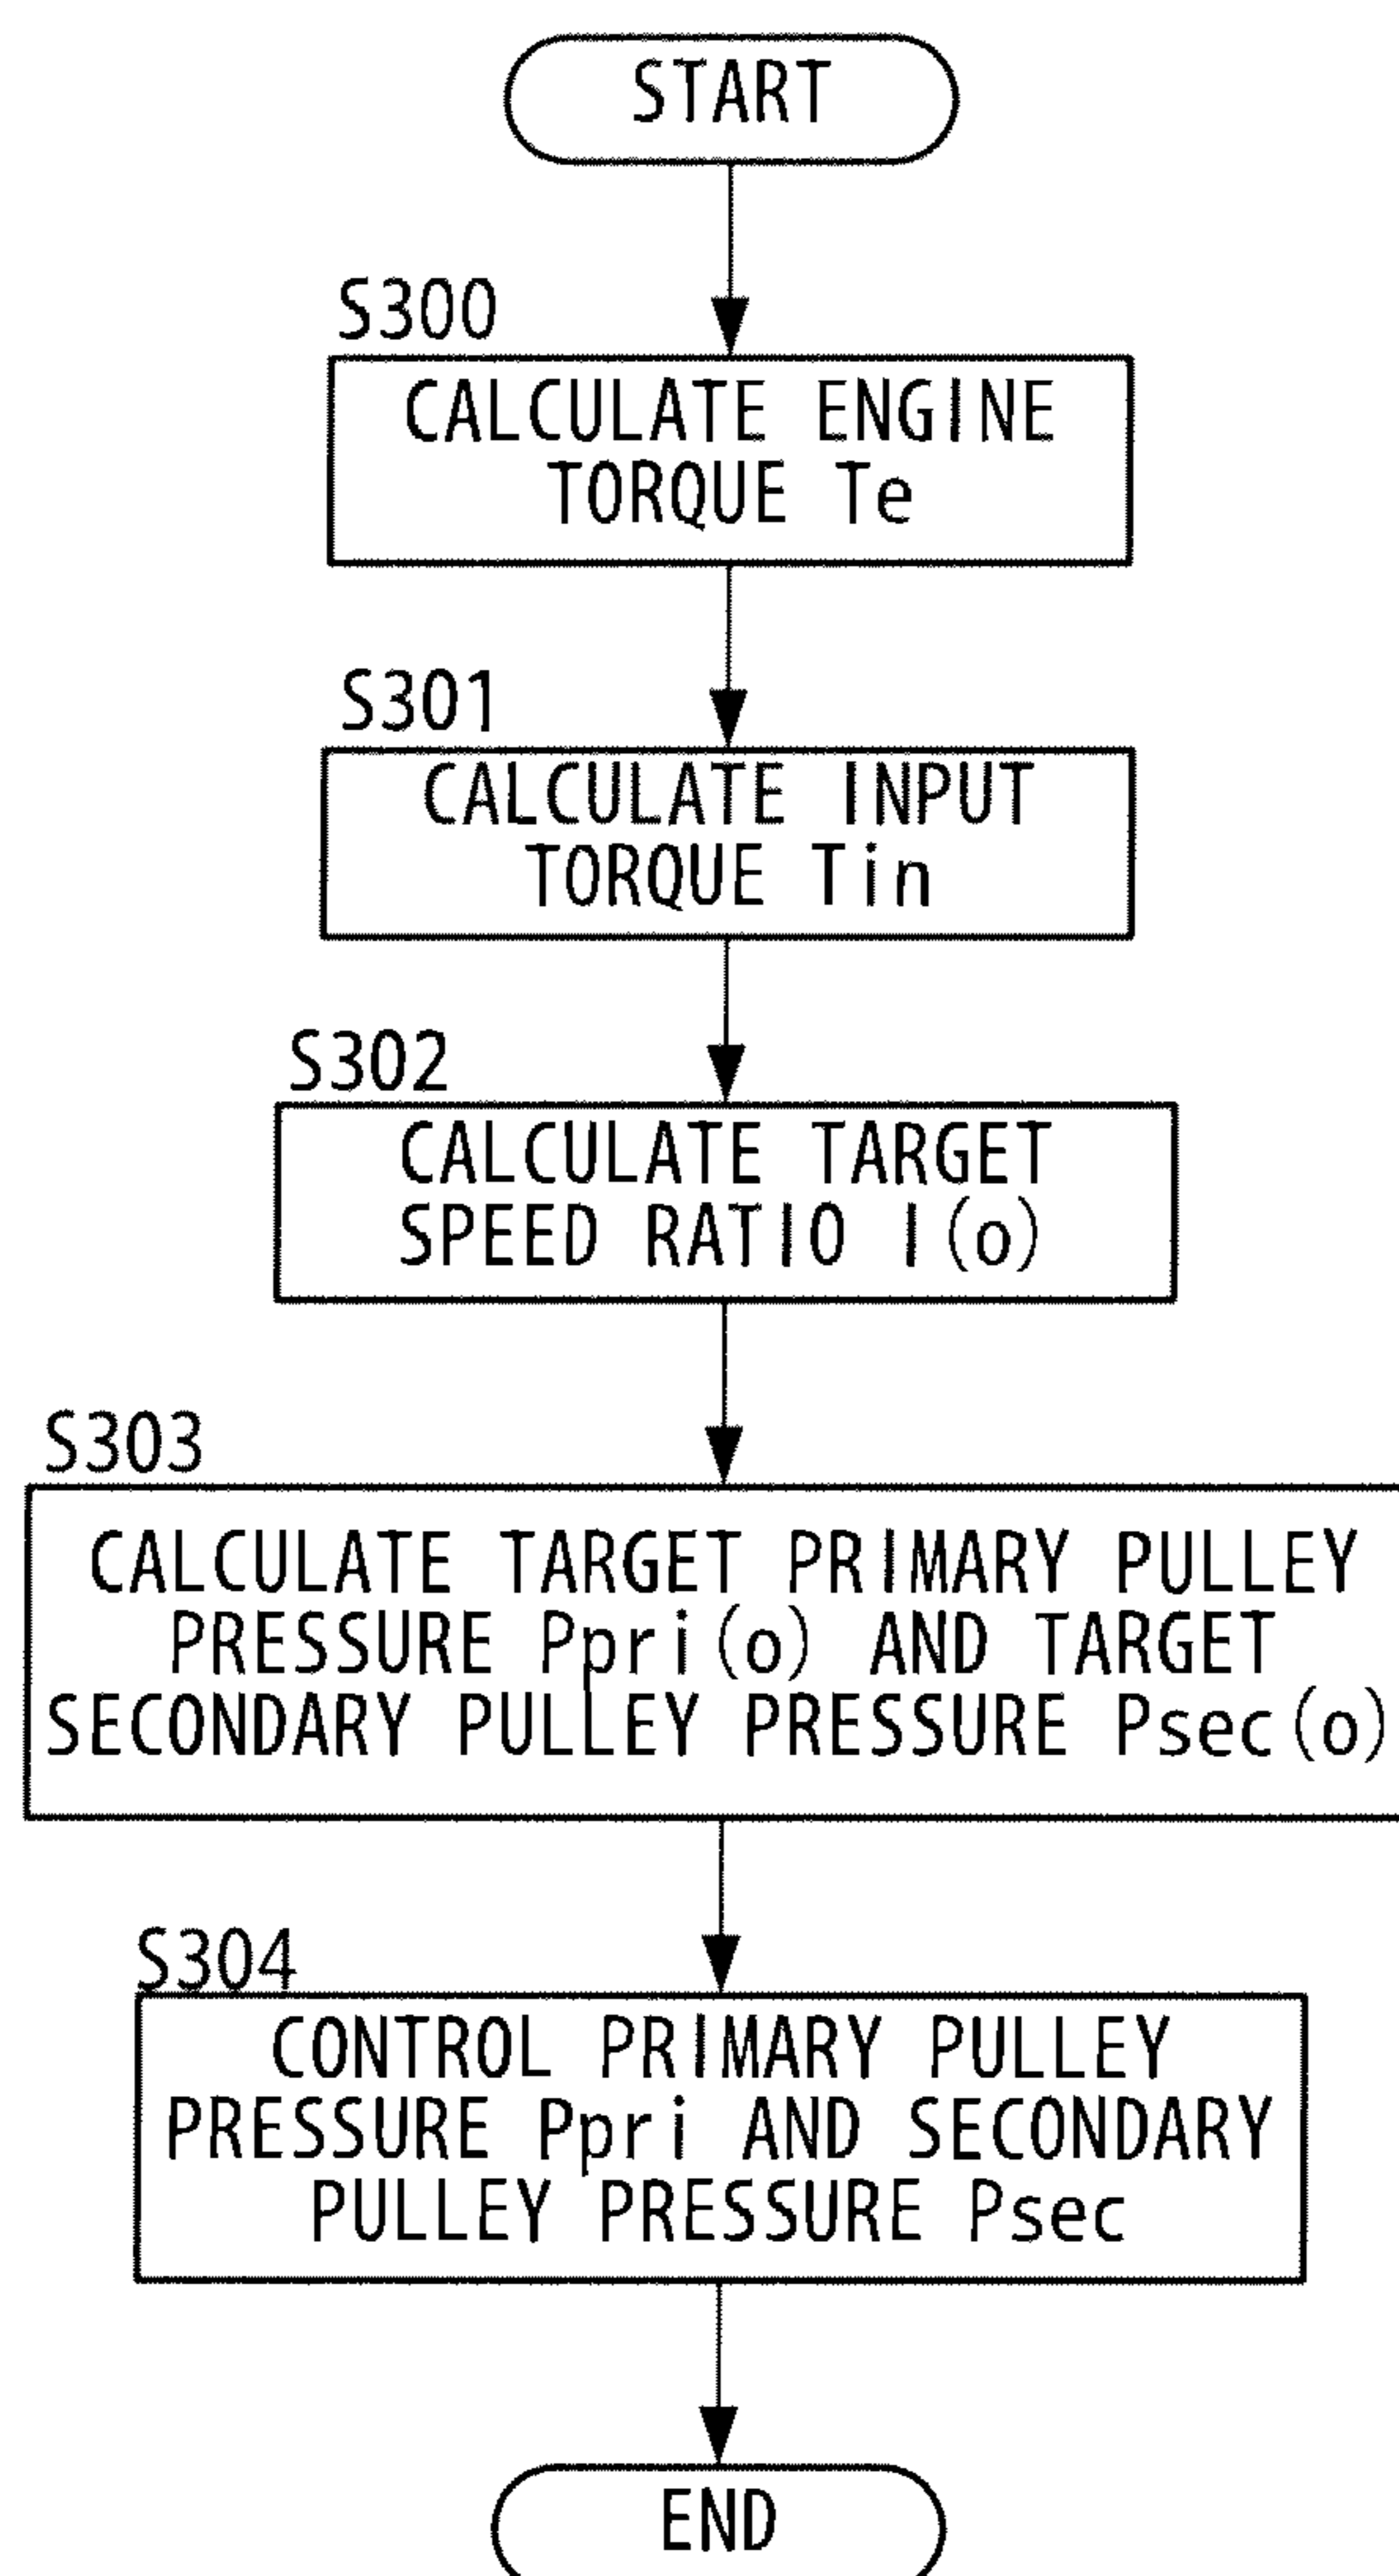 START
S300
CALCULATE ENGINE
TORQUE Te
S301
CALCULATE INPUT
TORQUE Tin
S302
CALCULATE TARGET
SPEED RATIO I(o)
S303
CALCULATE TARGET PRIMARY PULLEY
PRESSURE Ppri(o) AND TARGET
SECONDARY PULLEY PRESSURE Psec(o)
S304
CONTROL PRIMARY PULLEY
PRESSURE Ppri AND SECONDARY
PULLEY PRESSURE Psec
END